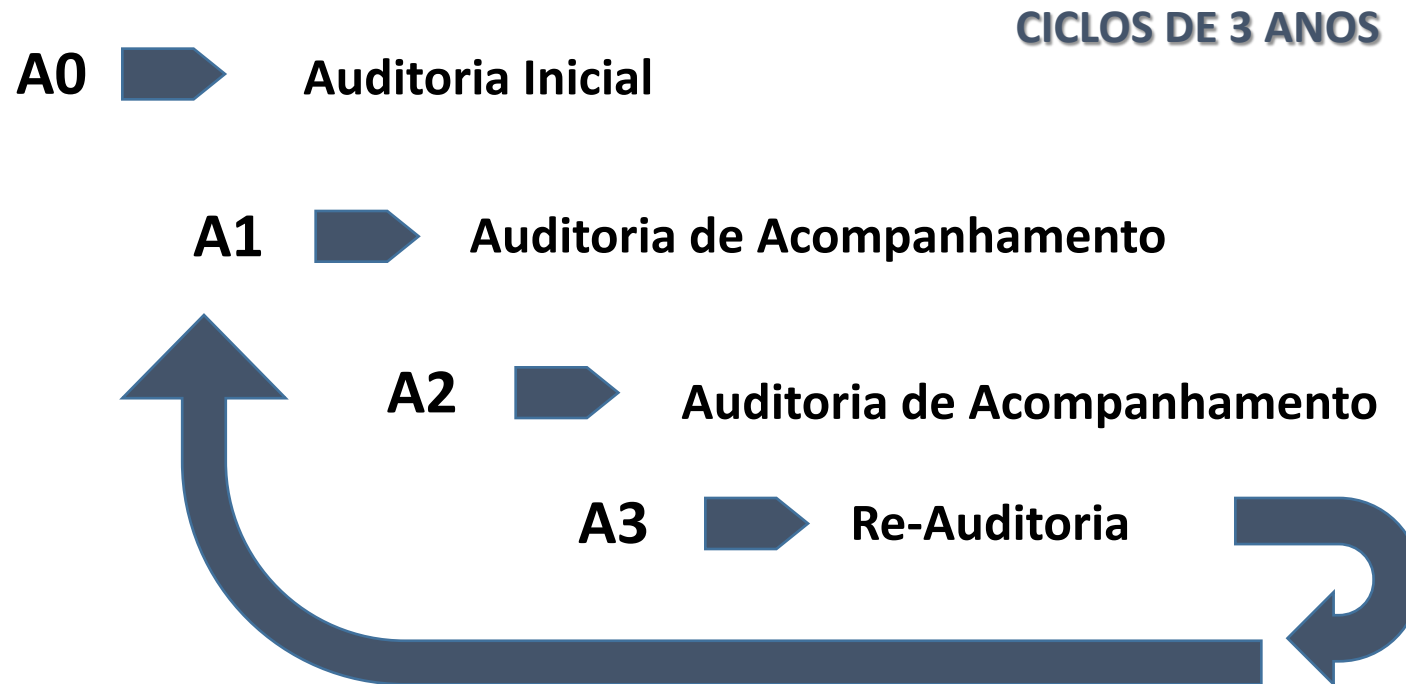 CICLOS DE 3 ANOS
A0 Auditoria Inicial
A1 Auditoria de Acompanhamento
A2 Auditoria de Acompanhamento
A3 Re-Auditoria